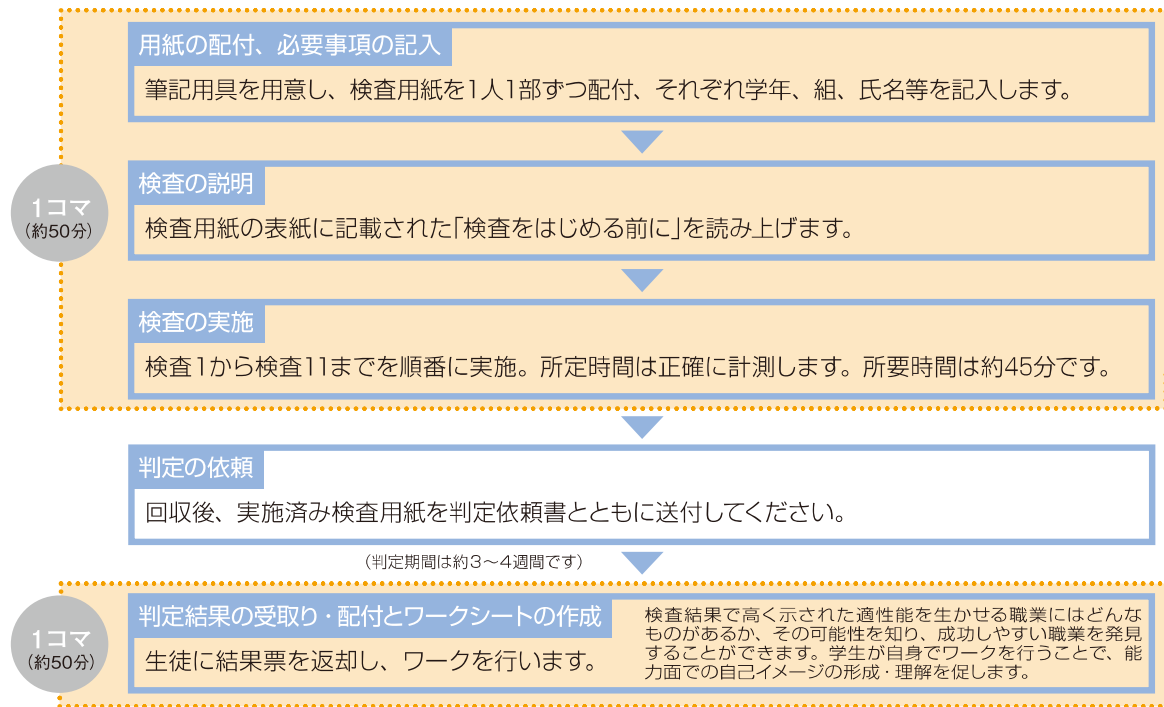 用紙の配付、必要事項の記入
筆記用具を用意し、検査用紙を1人1部ずつ配付、それぞれ学年、組、氏名等を記入します。
1コマ
(約50分)
検査の説明
検査用紙の表紙に記載された「検査をはじめる前に」を読み上げます。
検査の実施
検査1から検査11までを順番に実施。所定時間は正確に計測します。所要時間は約45分です。
判定の依頼
回収後、実施済み検査用紙を判定依頼書とともに送付してください。
(判定期間は約3〜4週間です)
1コマ
(約50分)
判定結果の受取り・配付とワークシートの作成
生徒に結果票を返却し、ワークを行います。
検査結果で高く示された適性能を生かせる職業にはどんな
ものがあるか、その可能性を知り、成功しやすい職業を発見
することができます。学生が自身でワークを行うことで、能
力面での自己イメージの形成・理解を促します。